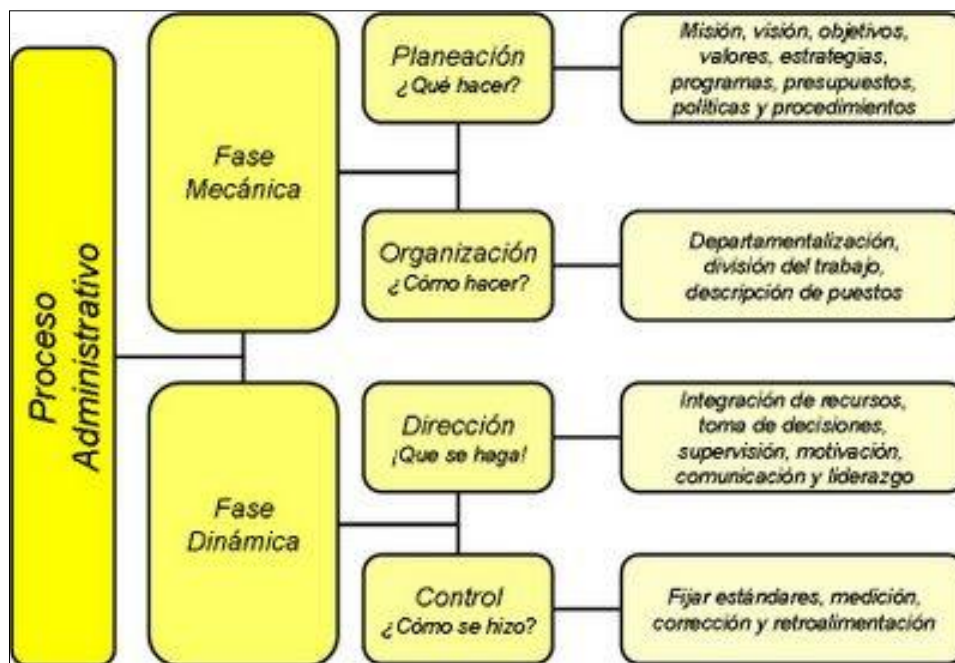 Proceso
Administrativo
Fase
Mecánica
Planeación
¿Qué hacer?
Misión, visión, objetivos,
valores, estrategias,
programas, presupuestos,
políticas y procedimientos
Organización
¿Cómo hacer?
Departamentalización,
división del trabajo,
descripción de puestos
Fase
Dinámica
Dirección
¡Que se haga!
Integración de recursos,
toma de decisiones,
supervisión, motivación,
comunicación y liderazgo
Control
¿Cómo se hizo?
Fijar estándares, medición,
corrección y retroalimentación